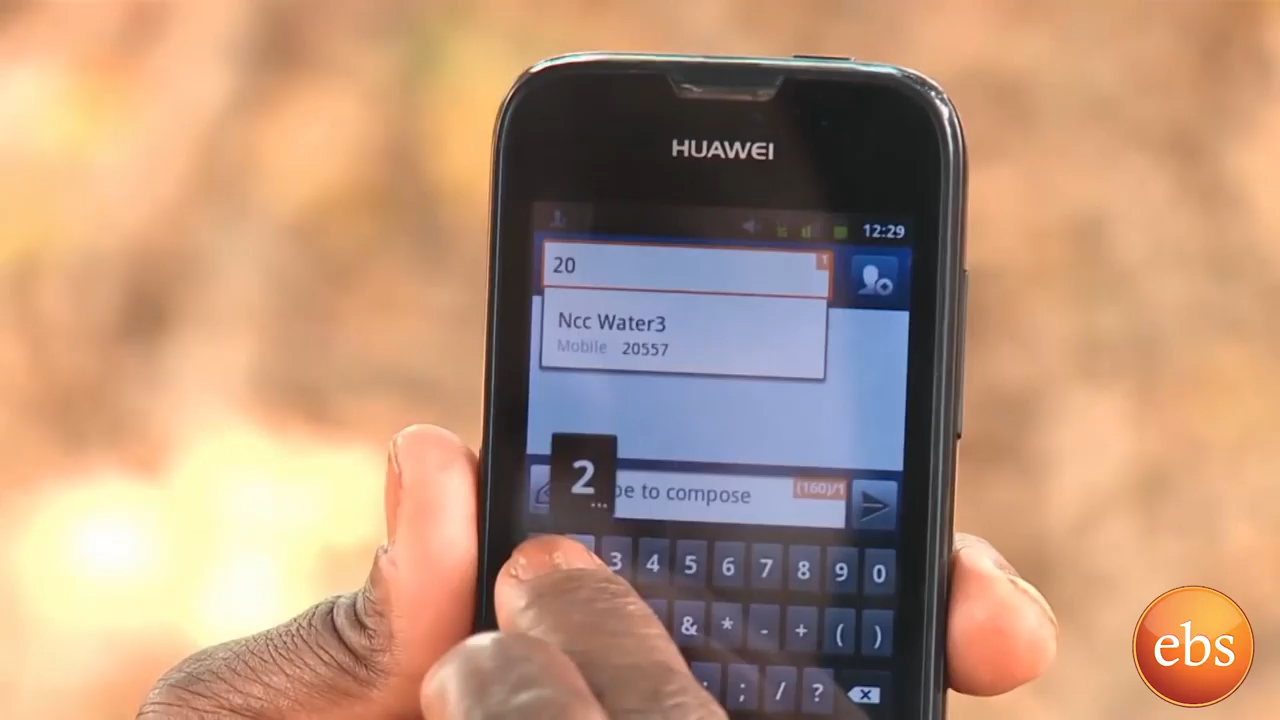 HUAWEI
12:29
20
1
Ncc Water3
Mobile 20557
2
...
to compose
(160)/1
3 4 5 6 7 8 9 0
& * - + ( )
; / ?
ebs